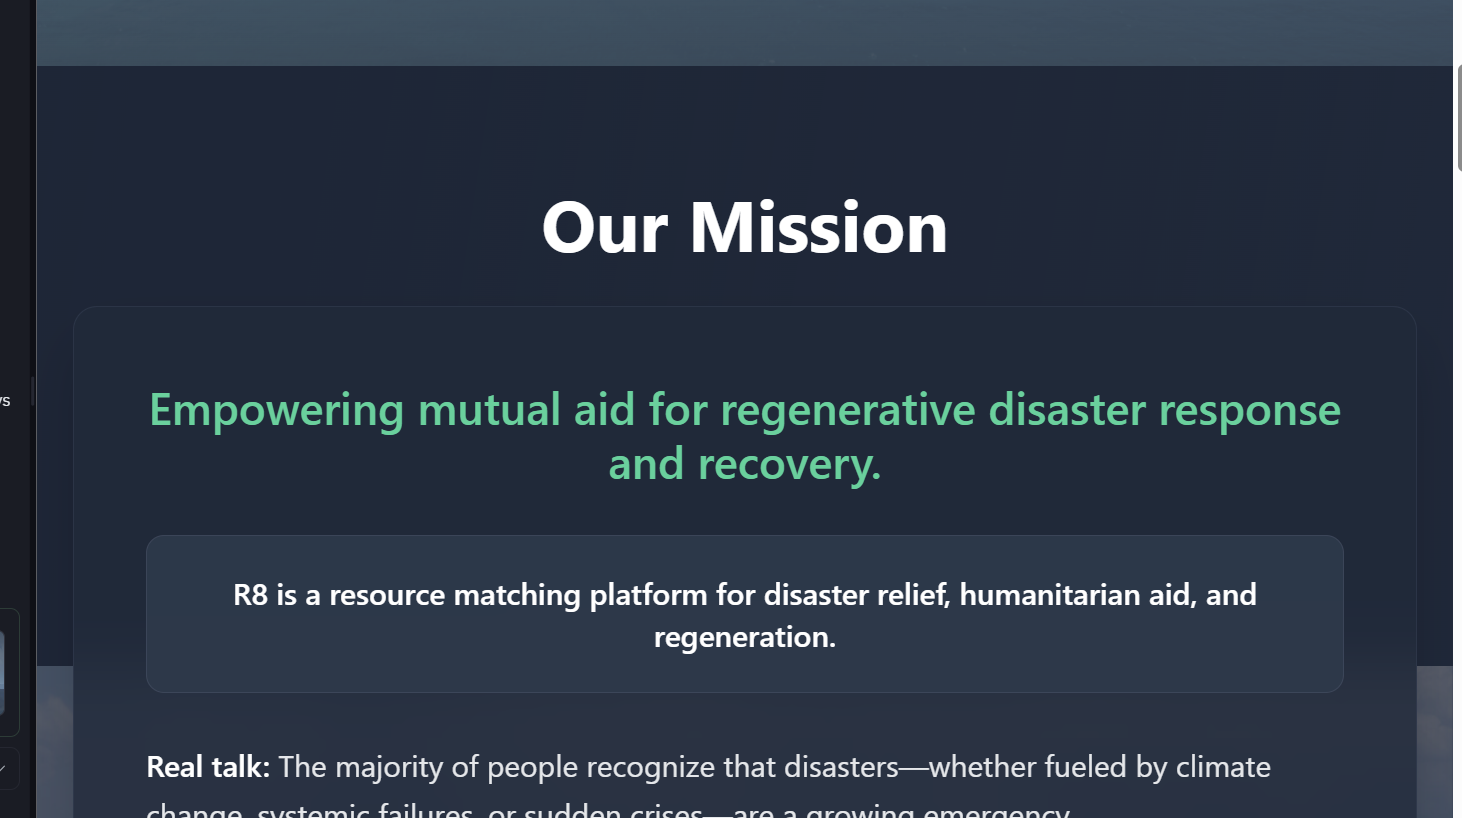 Our Mission
Empowering mutual aid for regenerative disaster response
and recovery.
R8 is a resource matching platform for disaster relief, humanitarian aid, and
regeneration.
Real talk: The majority of people recognize that disasters—whether fueled by climate
change, systemic failures, or sudden crises—are a growing emergency.